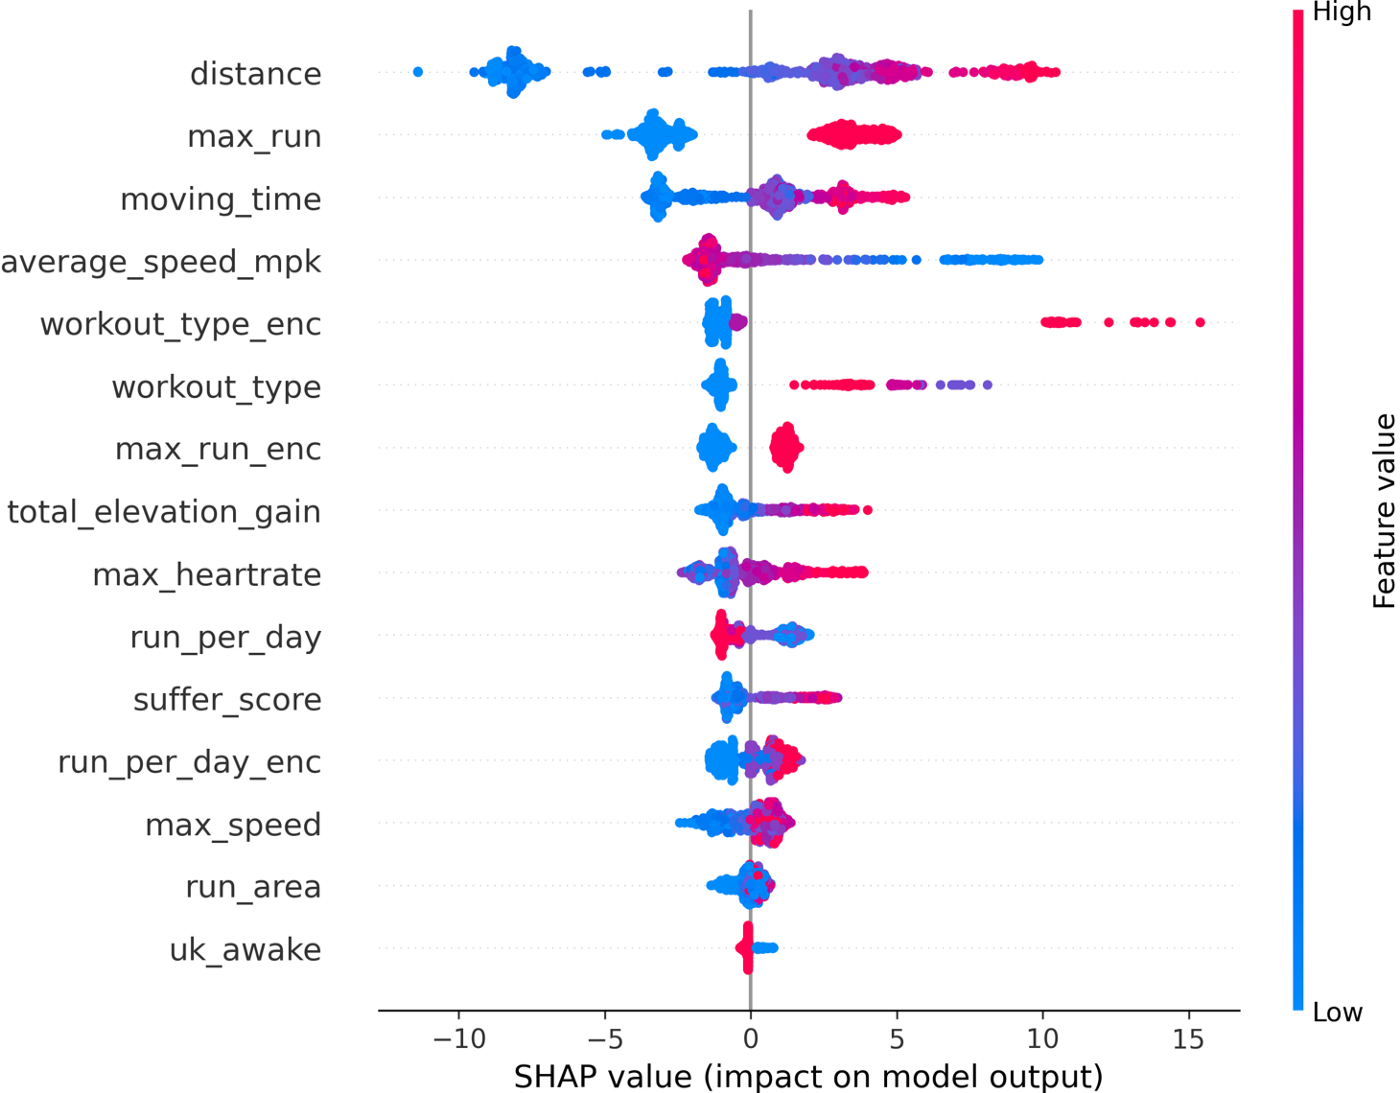 High
distance
max_run
moving_time
average_speed_mpk
workout_type_enc
workout_type
max_run_enc
total_elevation_gain
max_heartrate
run_per_day
suffer_score
run_per_day_enc
max_speed
run_area
uk_awake
Feature value
Low
−10 −5 0 5 10 15
SHAP value (impact on model output)